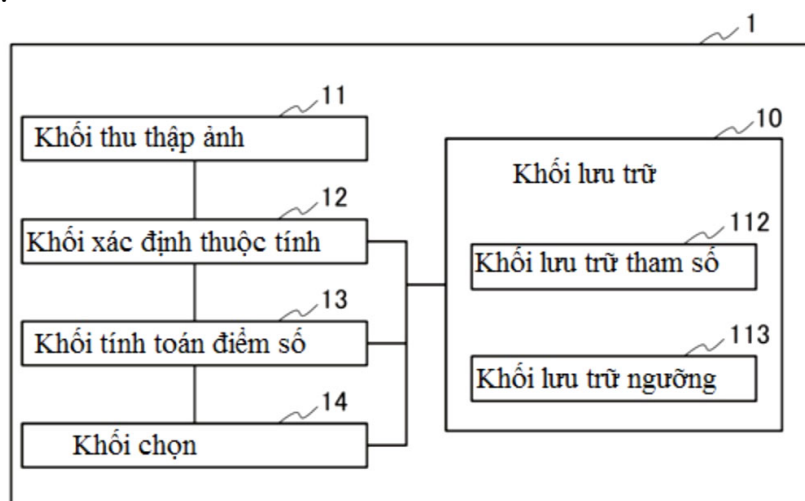 1
11
Khối thu thập ảnh
10
Khối lưu trữ
12
Khối xác định thuộc tính
112
Khối lưu trữ tham số
13
Khối tính toán điểm số
113
Khối lưu trữ ngưỡng
14
Khối chọn